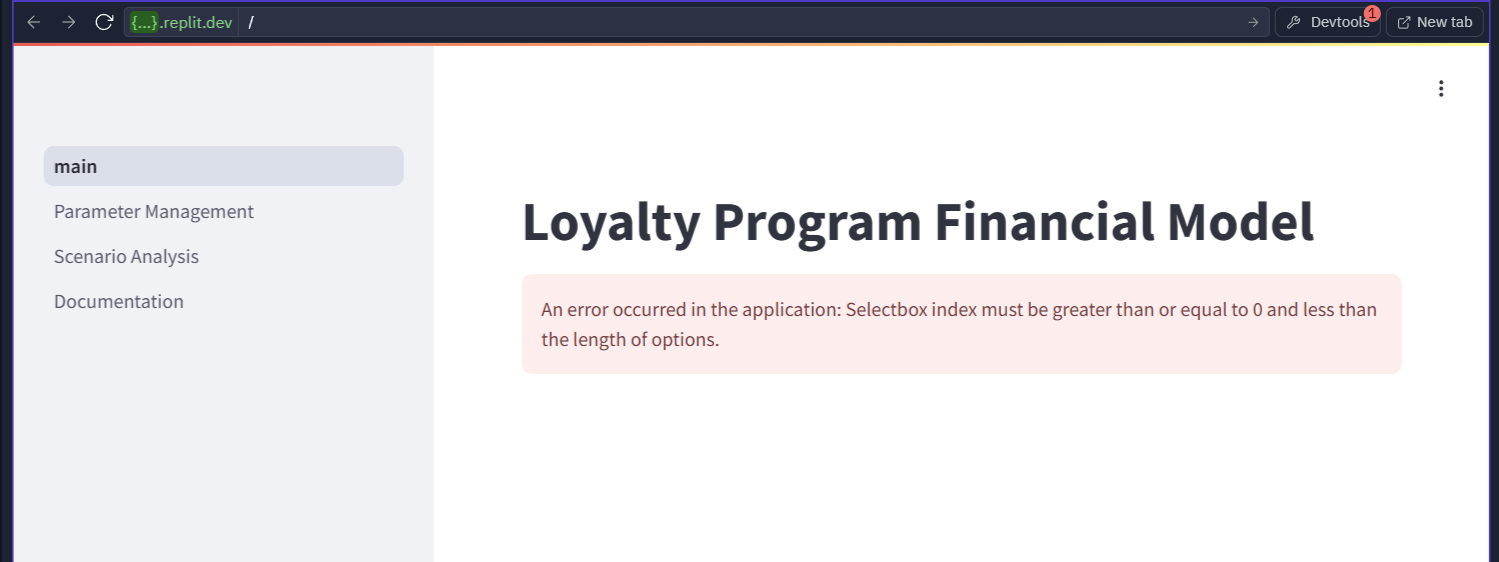 {...}.replit.dev /
Devtools 1
New tab
main
Parameter Management
Scenario Analysis
Documentation
Loyalty Program Financial Model
An error occurred in the application: Selectbox index must be greater than or equal to 0 and less than
the length of options.